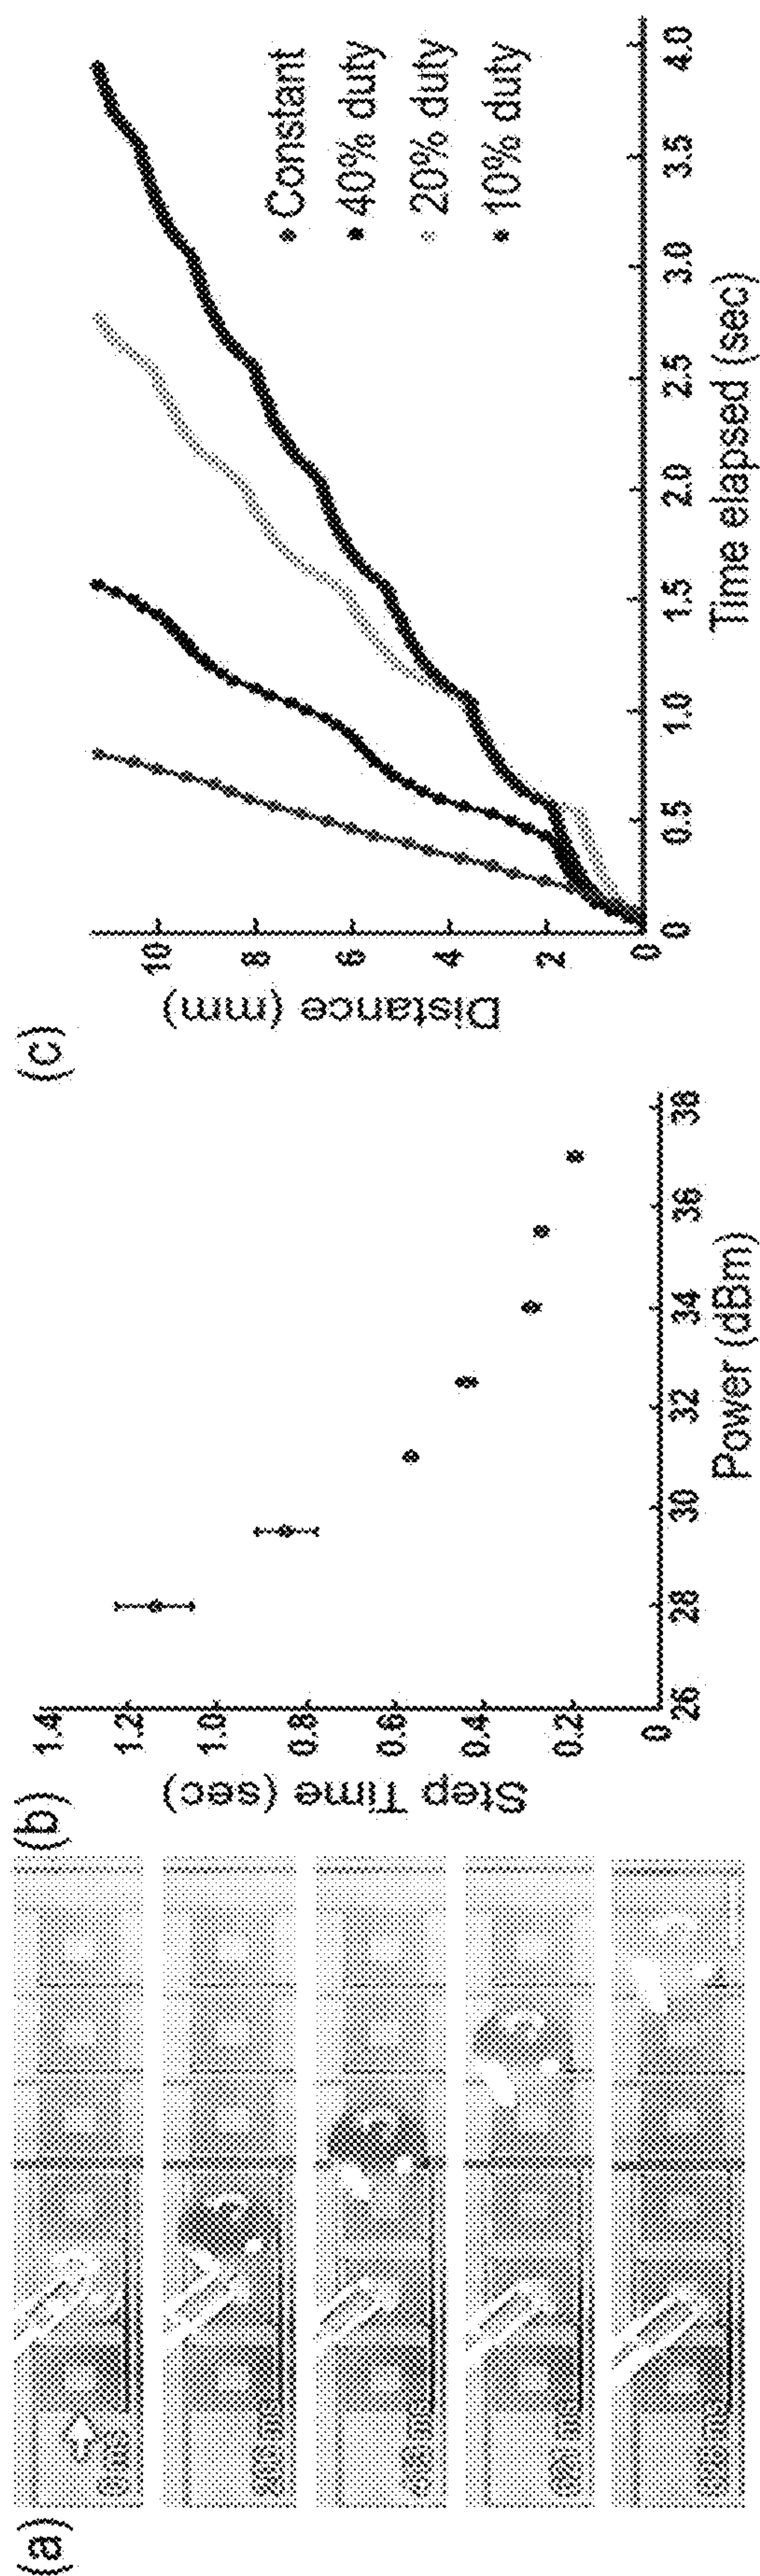 (a)
(b)
Step Time (sec)
1.4
1.2
1.0
0.8
0.6
0.4
0.2
0
26
28
30
32
34
36
38
Power (dBm)
(c)
Distance (mm)
10
8
6
4
2
0
0
0.5
1.0
1.5
2.0
2.5
3.0
3.5
4.0
Time elapsed (sec)
Constant
40% duty
20% duty
10% duty